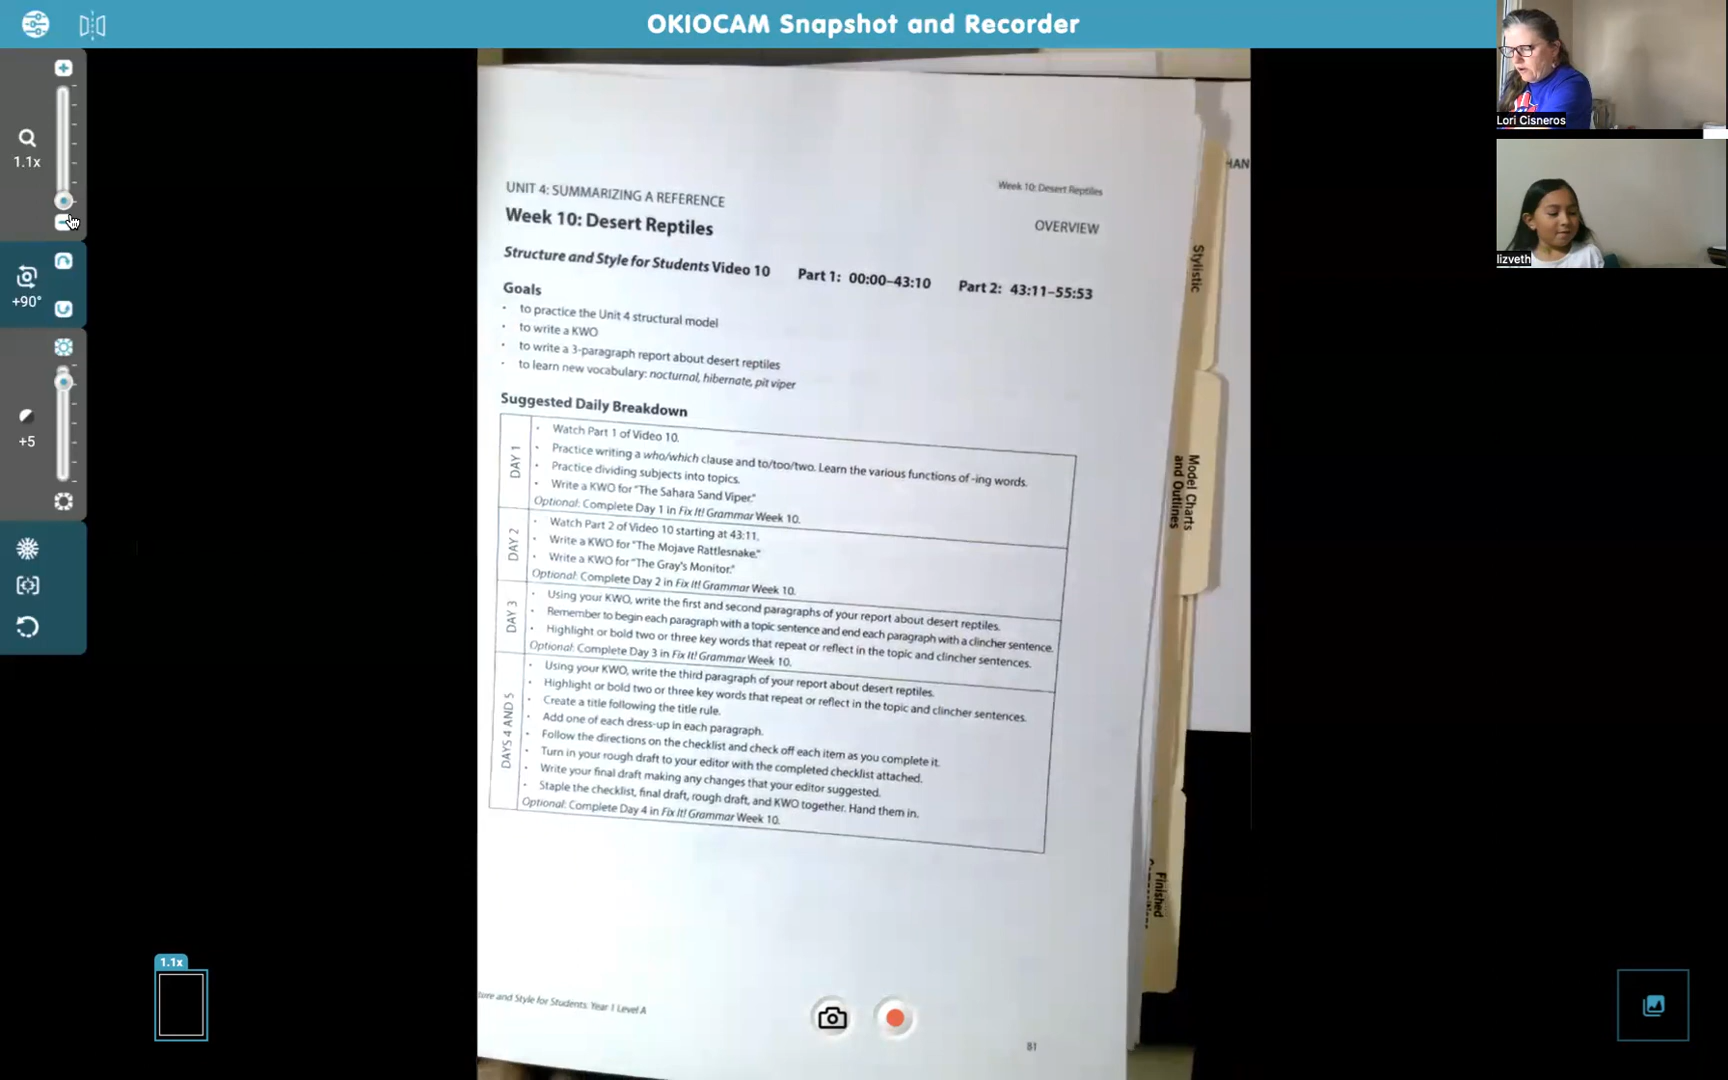 OKIOCAM Snapshot and Recorder
1.1x
+90°
+5
1.1x
Lori Cisneros
lizveth
HAN
UNIT 4: SUMMARIZING A REFERENCE
Week 10: Desert Reptiles
Week 10: Desert Reptiles
OVERVIEW
Structure and Style for Students Video 10 Part 1: 00:00–43:10 Part 2: 43:11–55:53
Goals
• to practice the Unit 4 structural model
• to write a KWO
• to write a 3-paragraph report about desert reptiles
• to learn new vocabulary: nocturnal, hibernate, pit viper
Suggested Daily Breakdown
DAY 1
• Watch Part 1 of Video 10.
• Practice writing a who/which clause and to/too/two. Learn the various functions of -ing words.
• Practice dividing subjects into topics.
• Write a KWO for "The Sahara Sand Viper."
Optional: Complete Day 1 in Fix It! Grammar Week 10.
DAY 2
• Watch Part 2 of Video 10 starting at 43:11.
• Write a KWO for "The Mojave Rattlesnake."
• Write a KWO for "The Gray's Monitor."
Optional: Complete Day 2 in Fix It! Grammar Week 10.
DAY 3
• Using your KWO, write the first and second paragraphs of your report about desert reptiles.
• Remember to begin each paragraph with a topic sentence and end each paragraph with a clincher sentence.
• Highlight or bold two or three key words that repeat or reflect in the topic and clincher sentences.
Optional: Complete Day 3 in Fix It! Grammar Week 10.
DAYS 4 AND 5
• Using your KWO, write the third paragraph of your report about desert reptiles.
• Highlight or bold two or three key words that repeat or reflect in the topic and clincher sentences.
• Create a title following the title rule.
• Add one of each dress-up in each paragraph.
• Follow the directions on the checklist and check off each item as you complete it.
• Turn in your rough draft to your editor with the completed checklist attached.
• Write your final draft making any changes that your editor suggested.
• Staple the checklist, final draft, rough draft, and KWO together. Hand them in.
Optional: Complete Day 4 in Fix It! Grammar Week 10.
ture and Style for Students: Year 1 Level A
81
Stylistic
Model Charts
and Outlines
Finished